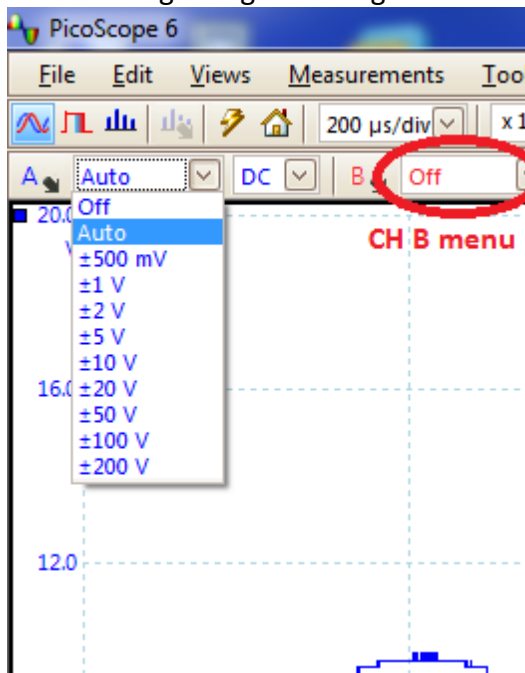 PicoScope 6
File Edit Views Measurements
200 µs/div
A Auto DC B Off
20.0
Off
Auto
±500 mV
±1 V
±2 V
±5 V
±10 V
±20 V
±50 V
±100 V
±200 V
CH B menu
16.0
12.0